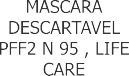 MASCARA
DESCARTAVEL
PFF2 N 95 , LIFE
CARE